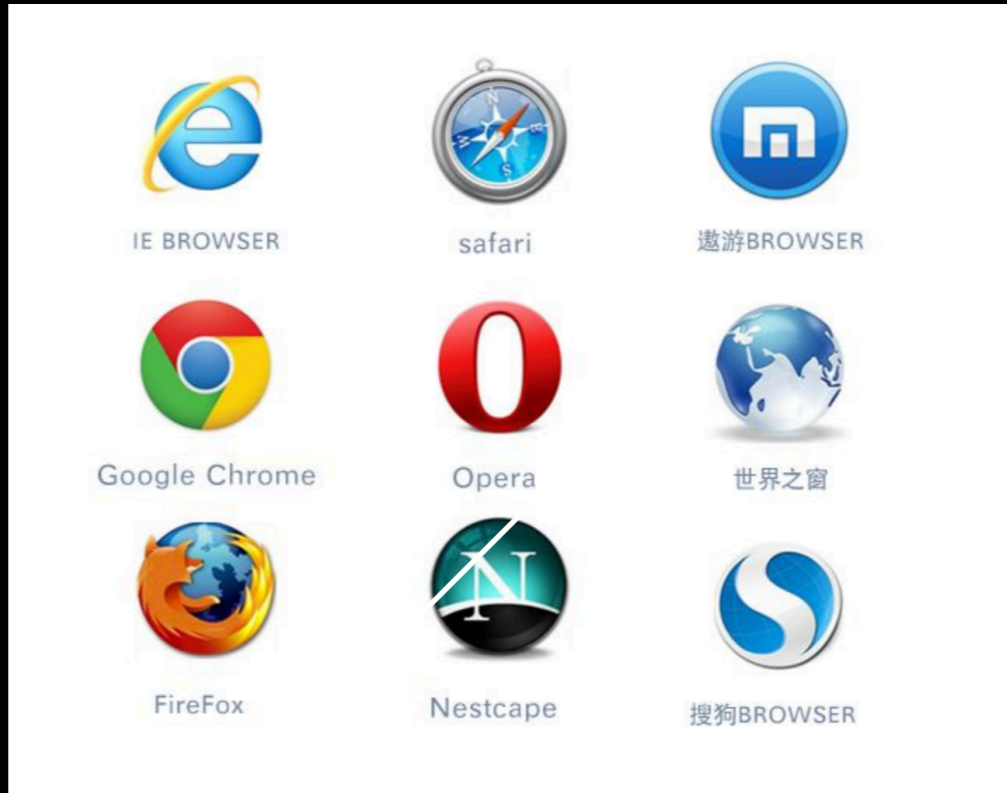 IE BROWSER
safari
遨游BROWSER
Google Chrome
Opera
世界之窗
FireFox
N
Nestcape
搜狗BROWSER